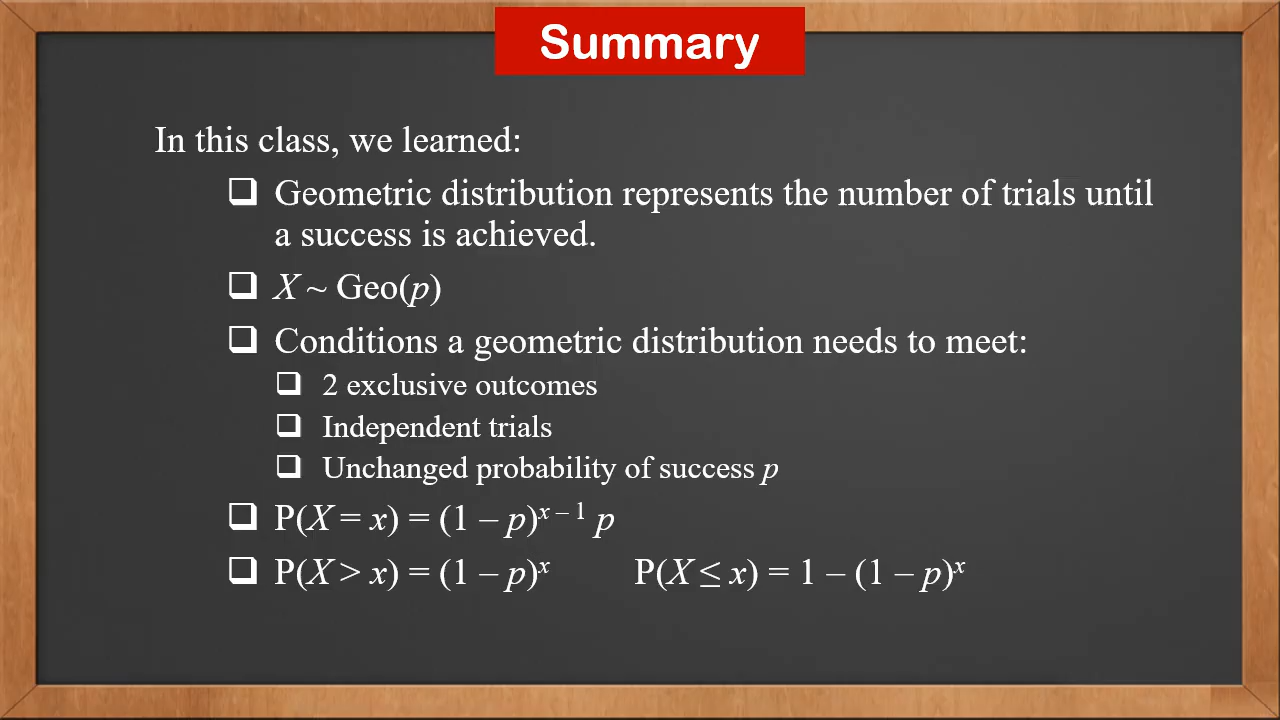 Summary
In this class, we learned:
❑ Geometric distribution represents the number of trials until
a success is achieved.
❑ X ~ Geo(p)
❑ Conditions a geometric distribution needs to meet:
❑ 2 exclusive outcomes
❑ Independent trials
❑ Unchanged probability of success p
❑ P(X = x) = (1 – p)^{x – 1} p
❑ P(X > x) = (1 – p)^x P(X ≤ x) = 1 – (1 – p)^x